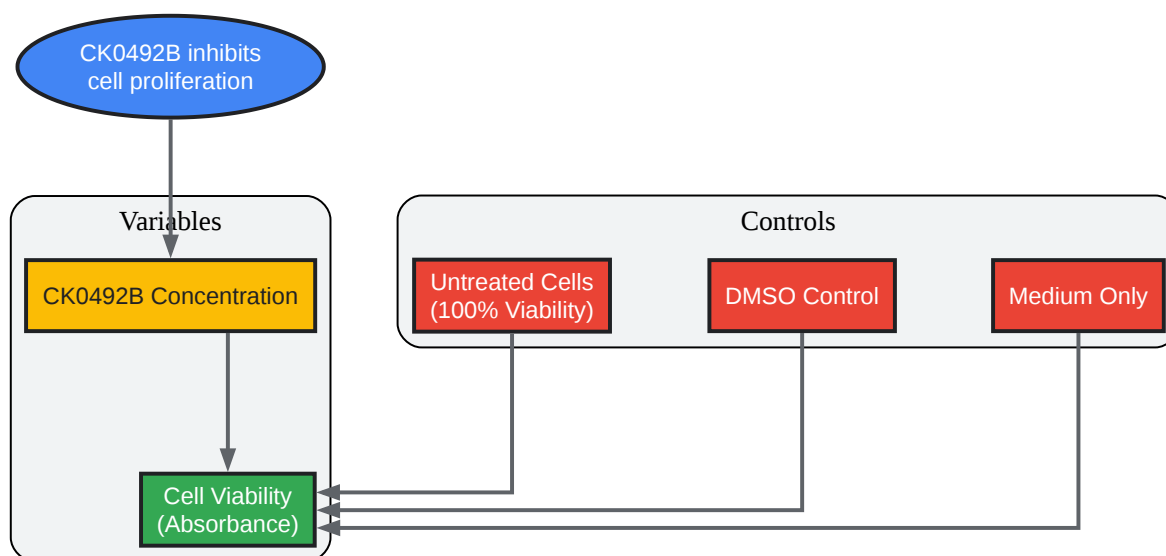 CK0492B inhibits
cell proliferation
Variables
Controls
CK0492B Concentration
Untreated Cells
(100% Viability)
DMSO Control
Medium Only
Cell Viability
(Absorbance)